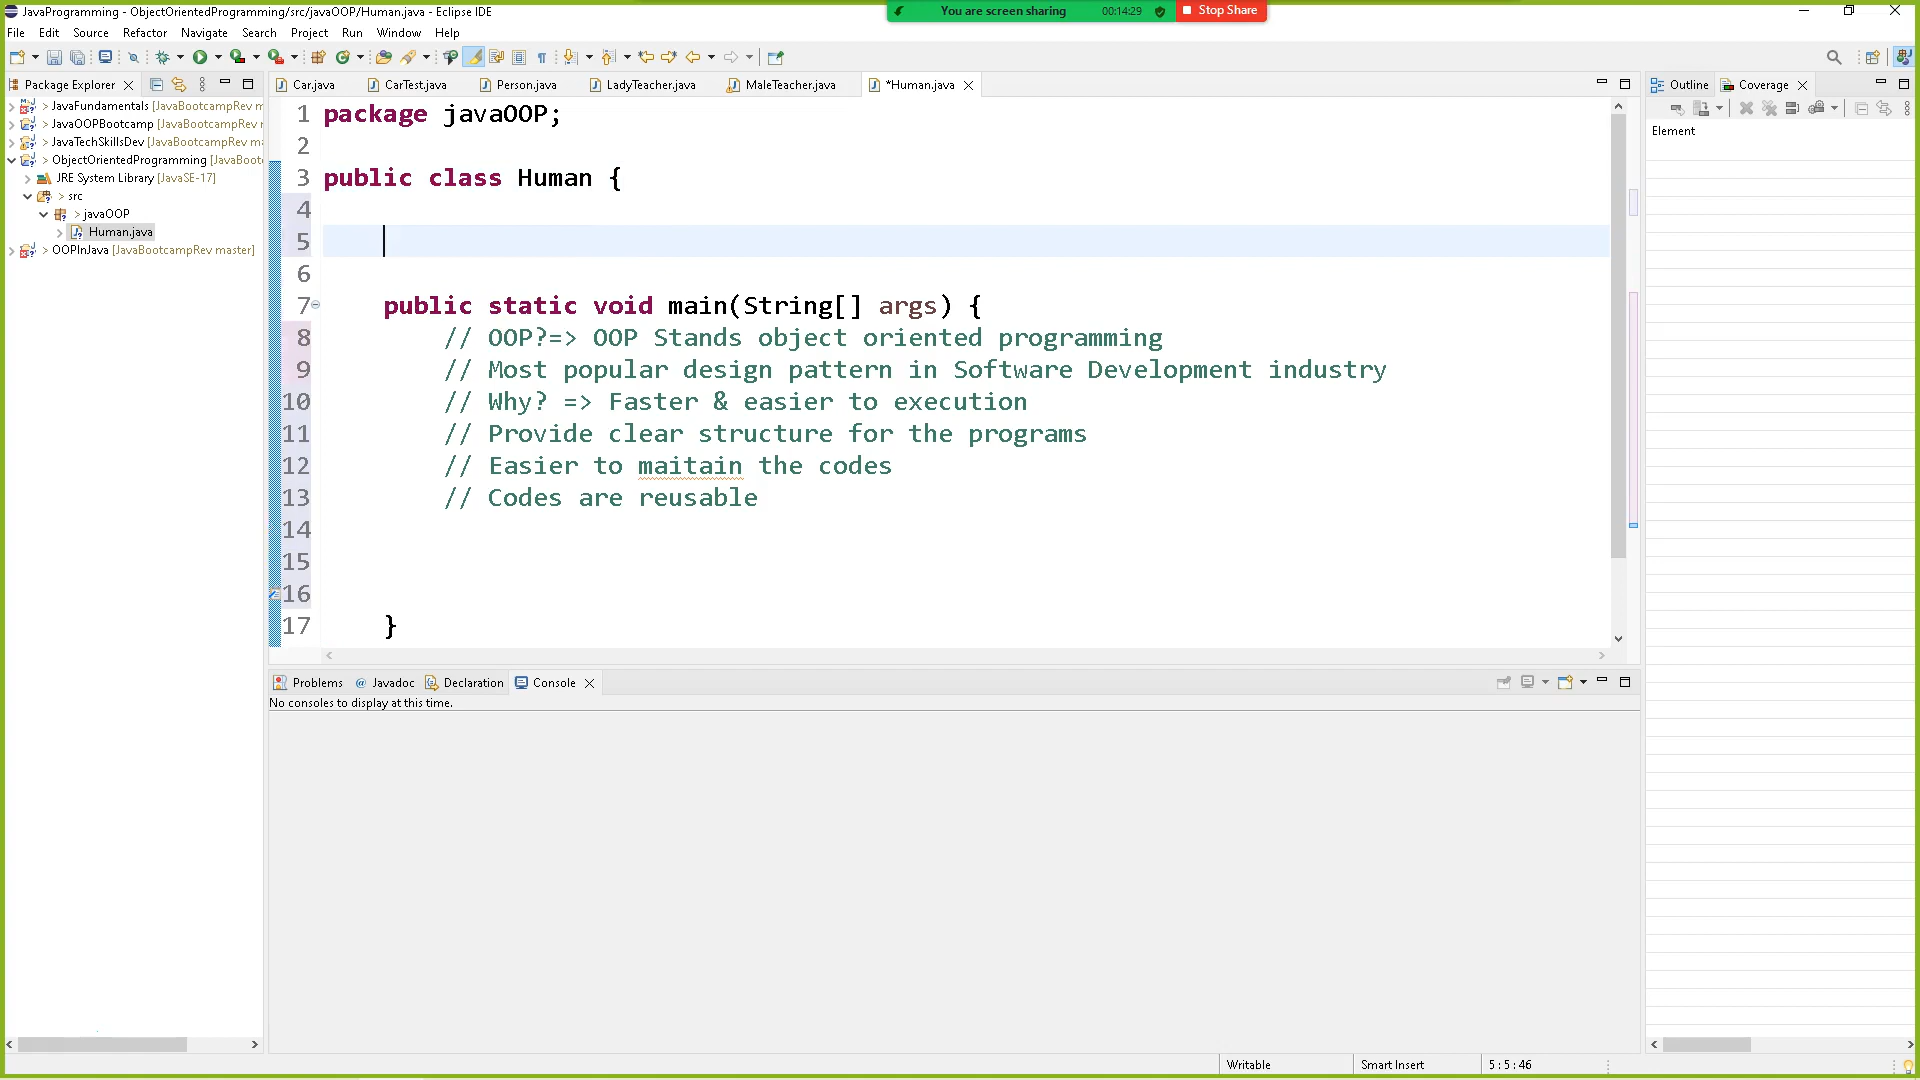 JavaProgramming - ObjectOrientedProgramming/src/javaOOP/Human.java - Eclipse IDE
You are screen sharing 00:14:29 Stop Share
File Edit Source Refactor Navigate Search Project Run Window Help
Package Explorer
Car.java CarTest.java Person.java LadyTeacher.java MaleTeacher.java *Human.java
Outline Coverage
> JavaFundamentals [JavaBootcampRev m
> JavaOOPBootcamp [JavaBootcampRev
> JavaTechSkillsDev [JavaBootcampRev ma
> ObjectOrientedProgramming [JavaBoot
JRE System Library [JavaSE-17]
> src
> javaOOP
Human.java
> OOPInJava [JavaBootcampRev master]
1 package javaOOP;
2
3 public class Human {
4
5
6
7 public static void main(String[] args) {
8 // OOP?=> OOP Stands object oriented programming
9 // Most popular design pattern in Software Development industry
10 // Why? => Faster & easier to execution
11 // Provide clear structure for the programs
12 // Easier to maitain the codes
13 // Codes are reusable
14
15
16
17 }
Element
Problems Javadoc Declaration Console
No consoles to display at this time.
Writable Smart Insert 5 : 5 : 46